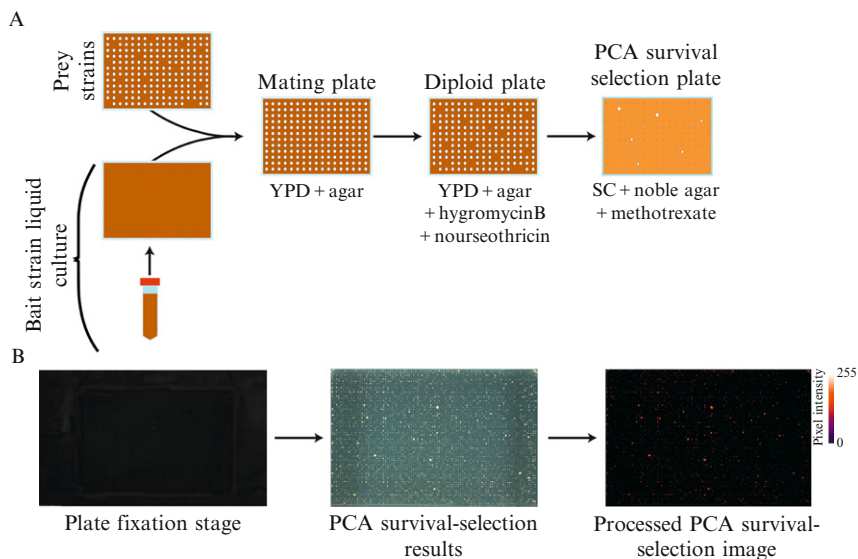 A
Prey
strains
Bait strain liquid
culture
Mating plate
YPD + agar
Diploid plate
YPD + agar
+ hygromycinB
+ nourseothricin
PCA survival
selection plate
SC + noble agar
+ methotrexate
B
Plate fixation stage
PCA survival-selection
results
Processed PCA survival-
selection image
Pixel intensity
255
0